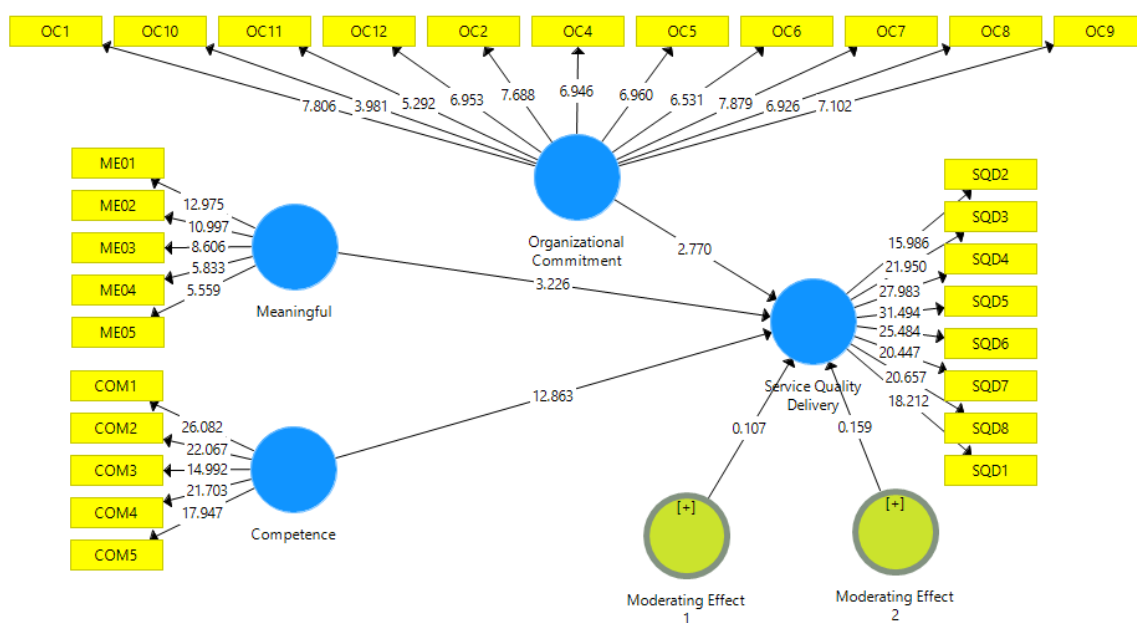 OC1
OC10
OC11
OC12
OC2
OC4
OC5
OC6
OC7
OC8
OC9
7.806
3.981
5.292
6.953
7.688
6.946
6.960
6.531
7.879
6.926
7.102
Organizational
Commitment
ME01
ME02
ME03
ME04
ME05
12.975
10.997
8.606
5.833
5.559
Meaningful
2.770
3.226
12.863
COM1
COM2
COM3
COM4
COM5
26.082
22.067
14.992
21.703
17.947
Competence
Service Quality
Delivery
15.986
21.950
27.983
31.494
25.484
20.447
20.657
18.212
SQD2
SQD3
SQD4
SQD5
SQD6
SQD7
SQD8
SQD1
0.107
0.159
[+]
Moderating Effect
1
[+]
Moderating Effect
2